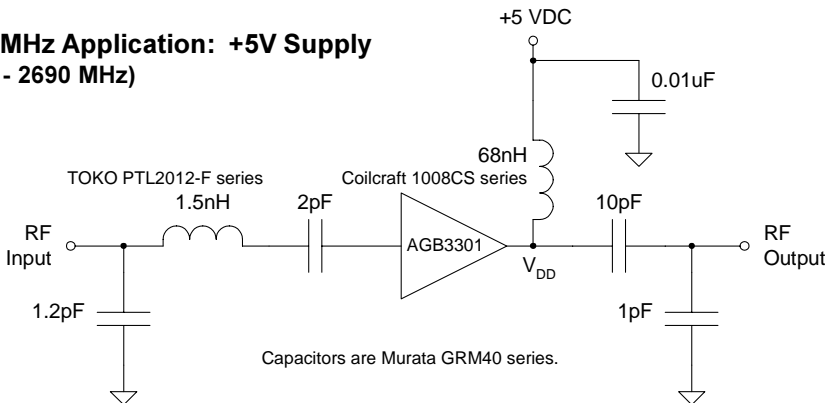 MHz Application: +5V Supply
- 2690 MHz)
+5 VDC
0.01uF
68nH
TOKO PTL2012-F series
Coilcraft 1008CS series
1.5nH
2pF
10pF
RF
Input
AGB3301
VDD
RF
Output
1.2pF
1pF
Capacitors are Murata GRM40 series.